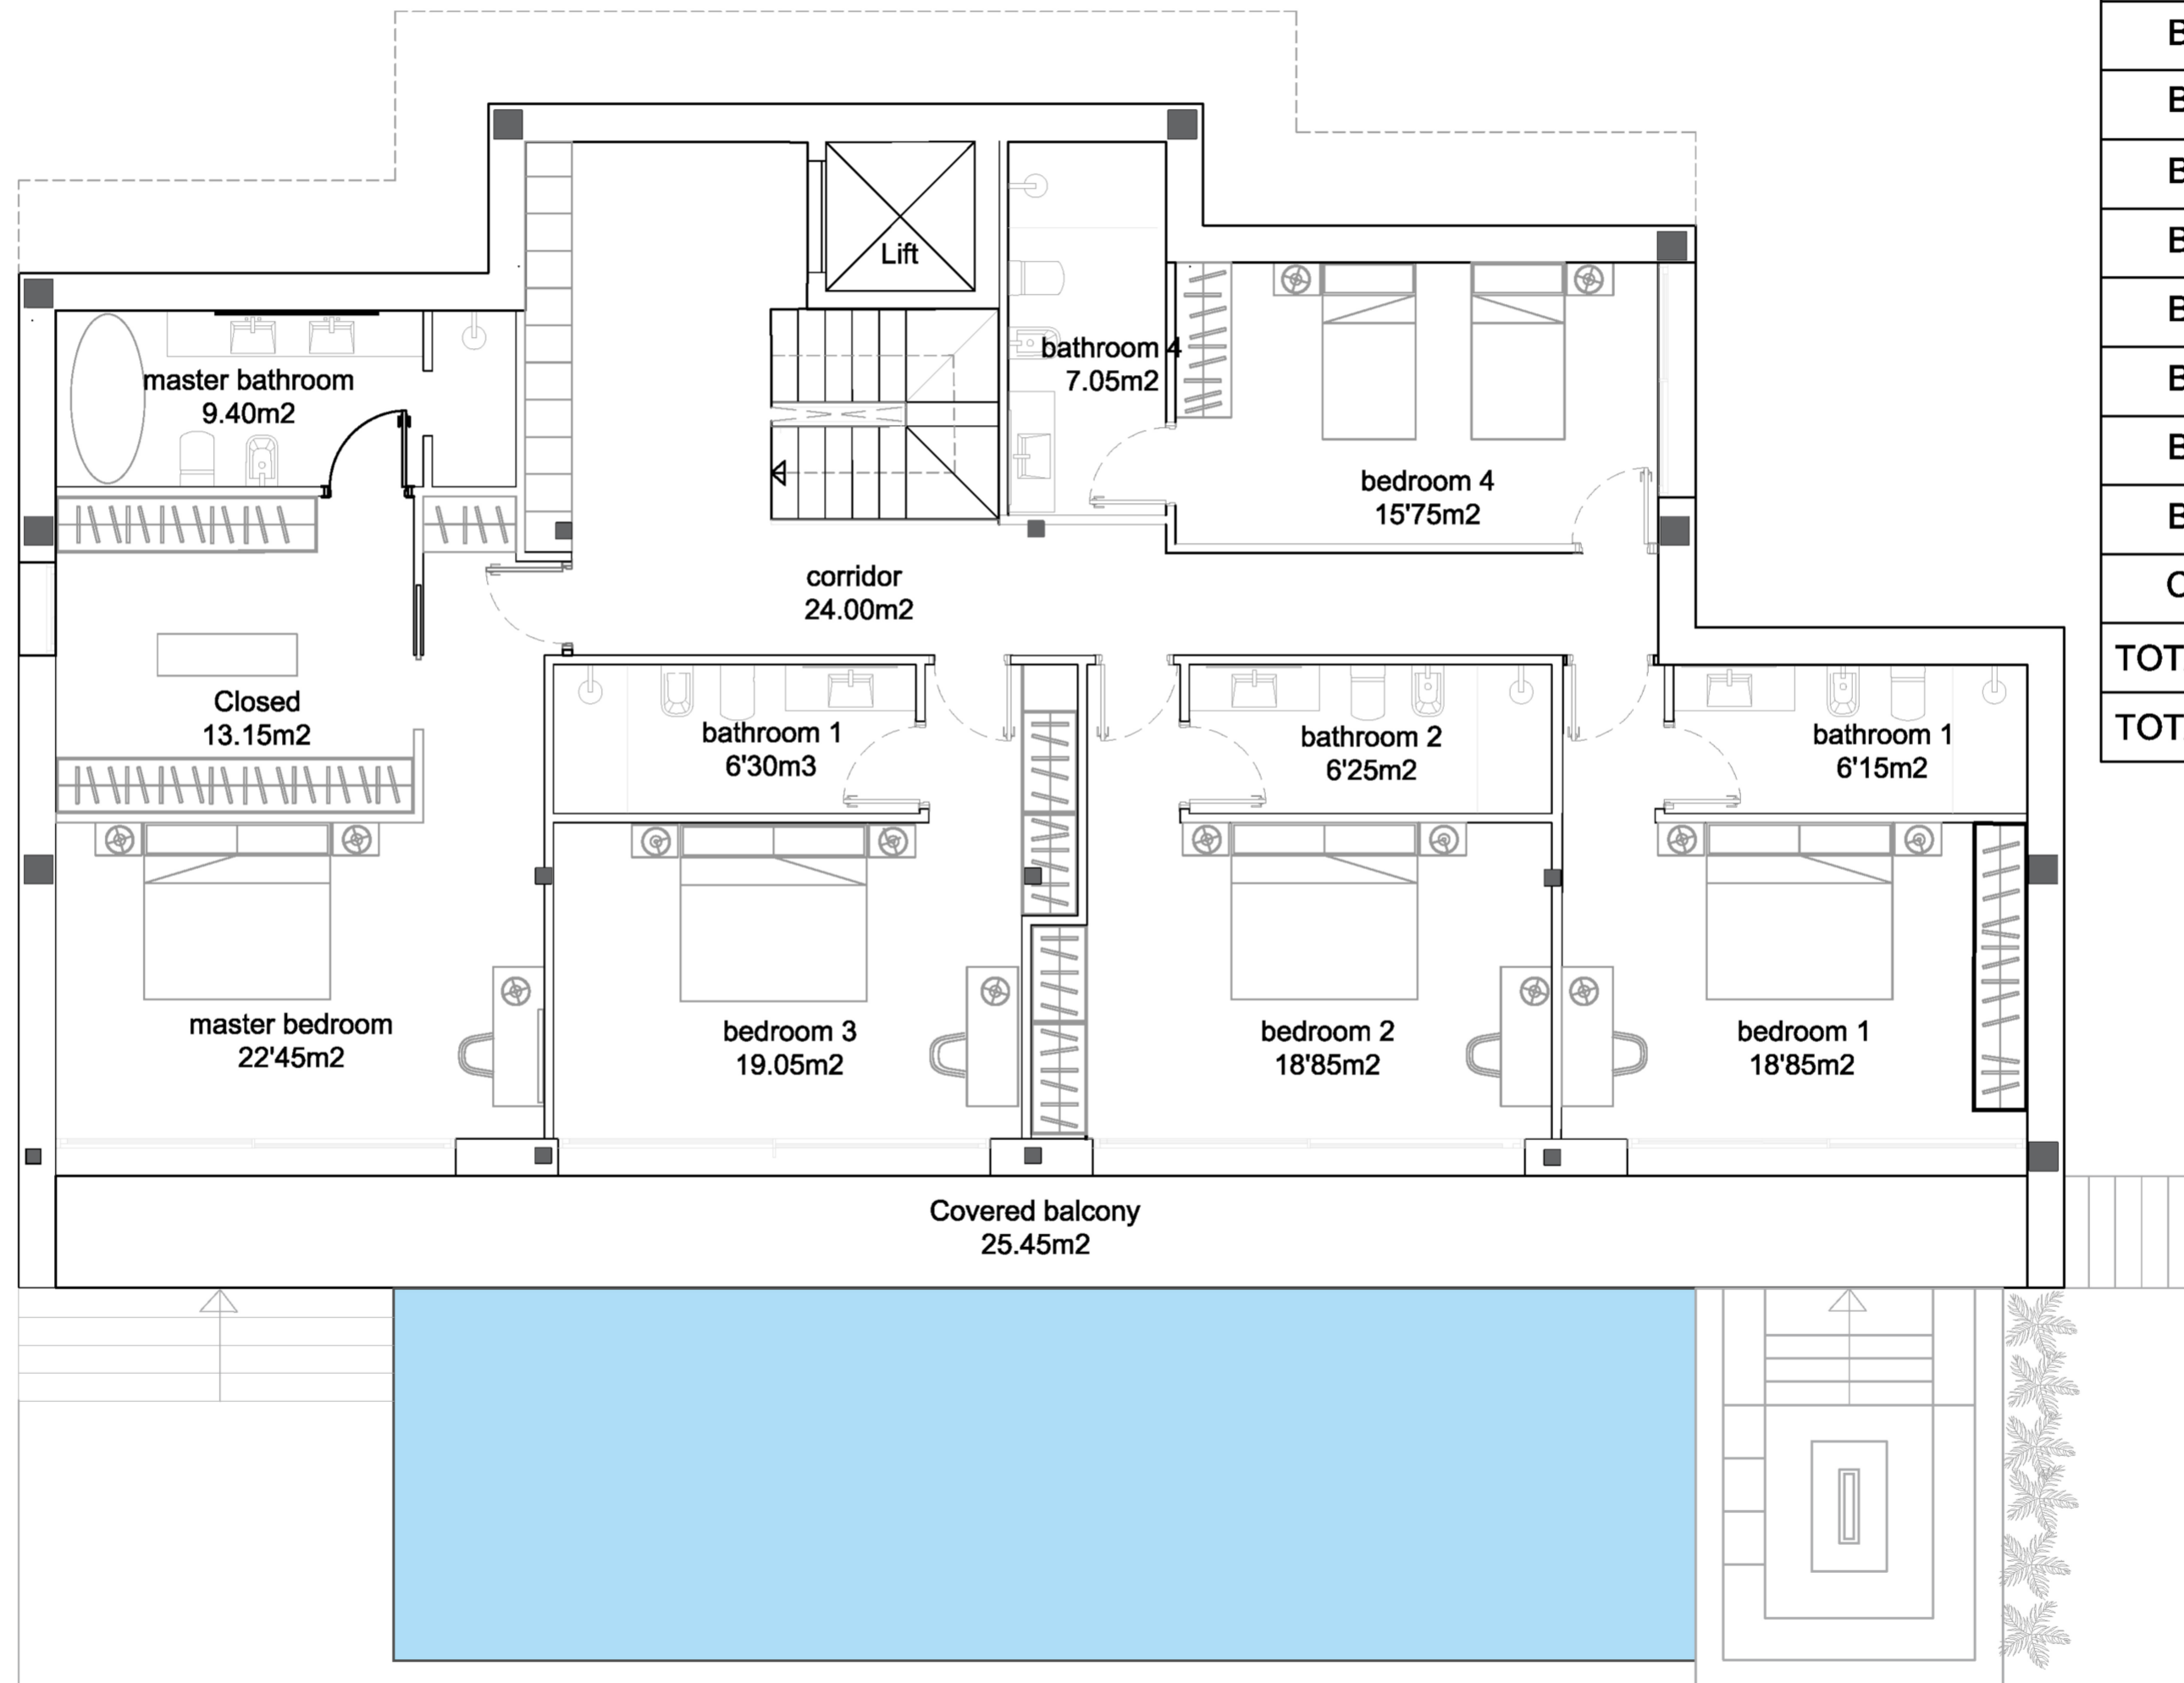 Lift
master bathroom
9.40m2
bathroom 4
7.05m2
bedroom 4
15'75m2
corridor
24.00m2
Closed
13.15m2
bathroom 1
6'30m3
bathroom 2
6'25m2
bathroom 1
6'15m2
master bedroom
22'45m2
bedroom 3
19.05m2
bedroom 2
18'85m2
bedroom 1
18'85m2
Covered balcony
25.45m2
B
B
B
B
B
B
B
B
C
TOT
TOT